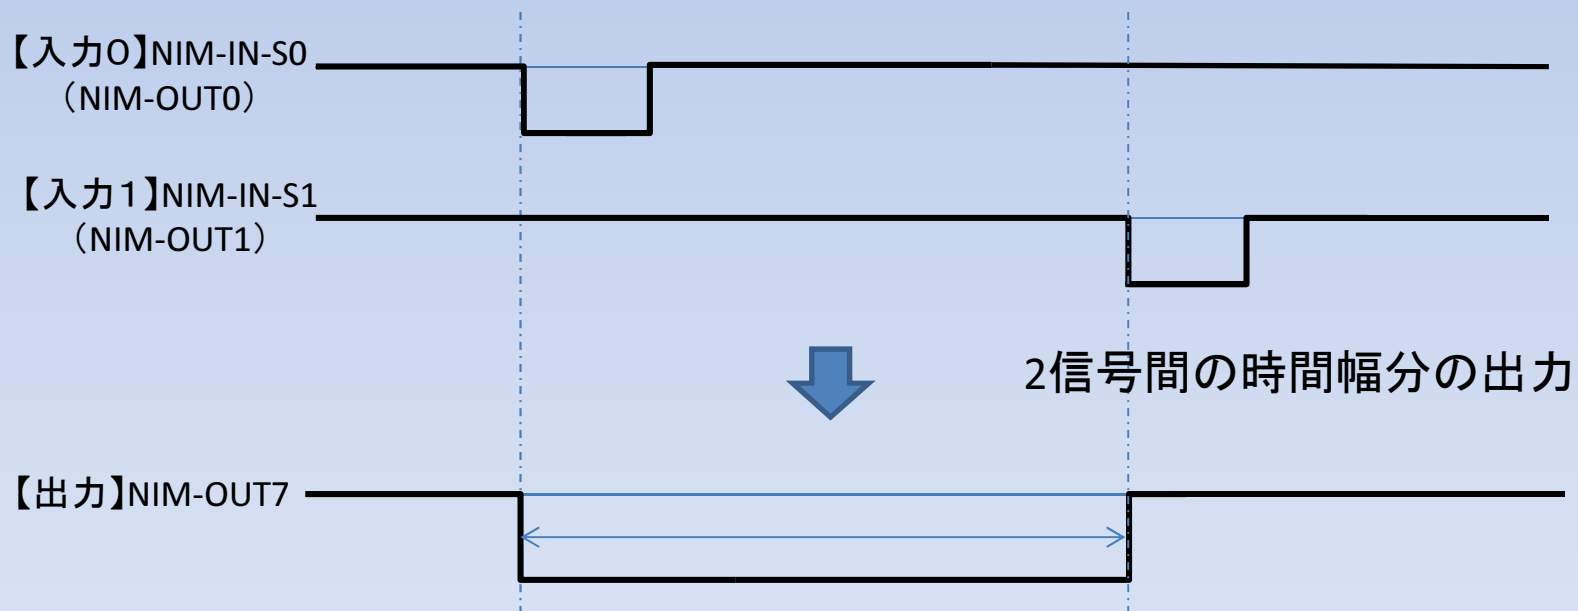 【入力0】NIM-IN-S0
（NIM-OUT0）
【入力１】NIM-IN-S1
（NIM-OUT1）
2信号間の時間幅分の出力
【出力】NIM-OUT7